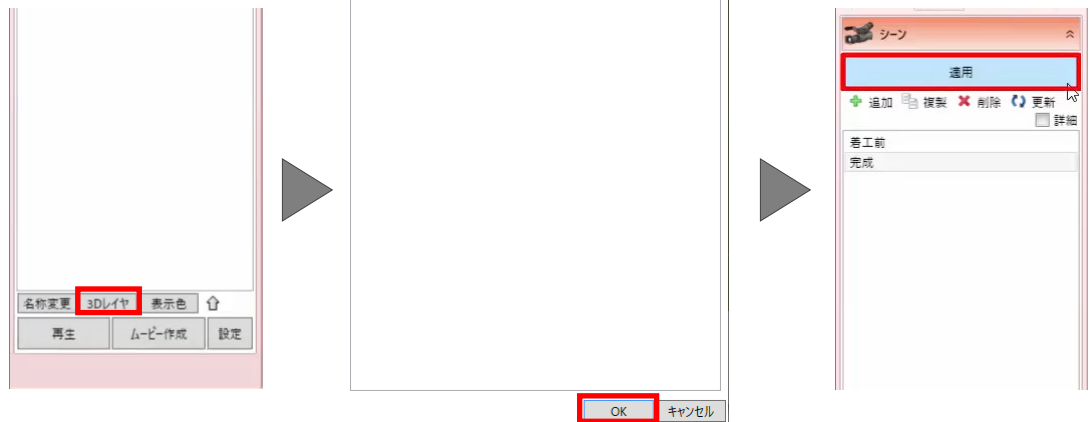 名称変更 3Dレイヤ 表示色
再生 ムービー作成 設定
OK キャンセル
シーン
適用
追加 複製 削除 更新
詳細
着工前
完成